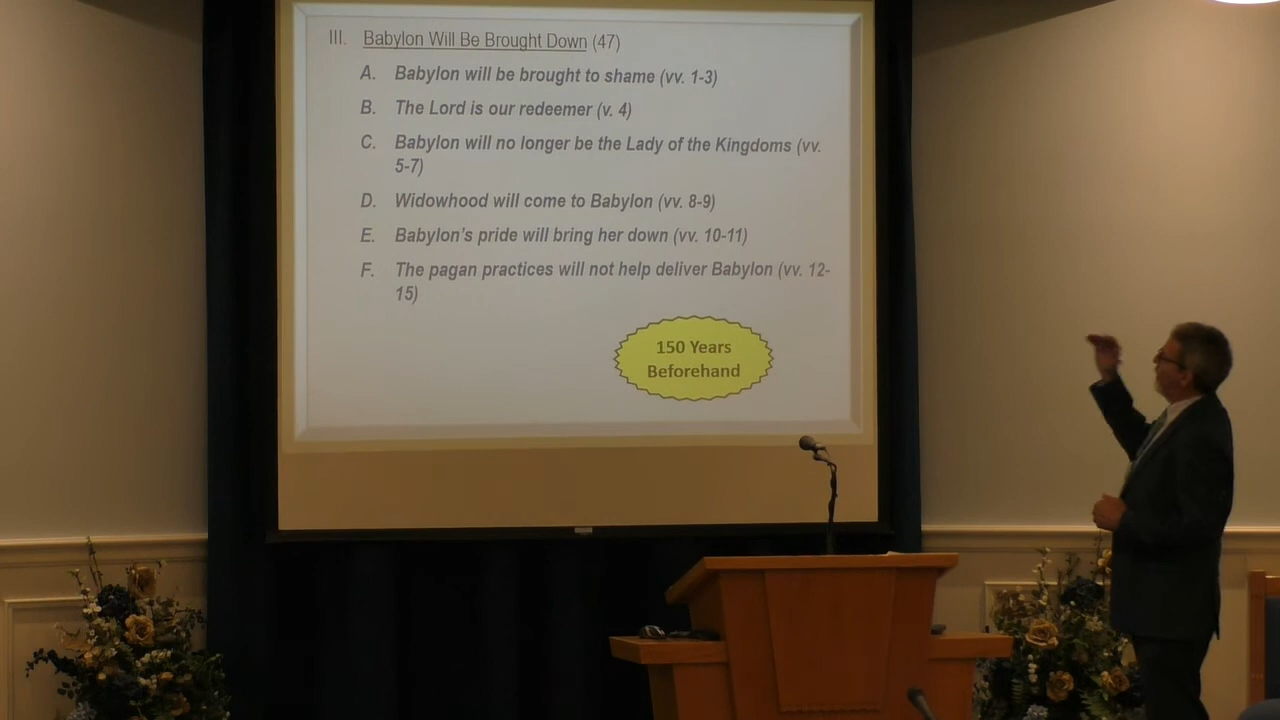 III. Babylon Will Be Brought Down (47)
A. Babylon will be brought to shame (vv. 1-3)
B. The Lord is our redeemer (v. 4)
C. Babylon will no longer be the Lady of the Kingdoms (vv.
5-7)
D. Widowhood will come to Babylon (vv. 8-9)
E. Babylon's pride will bring her down (vv. 10-11)
F. The pagan practices will not help deliver Babylon (vv. 12-
15)
150 Years
Beforehand